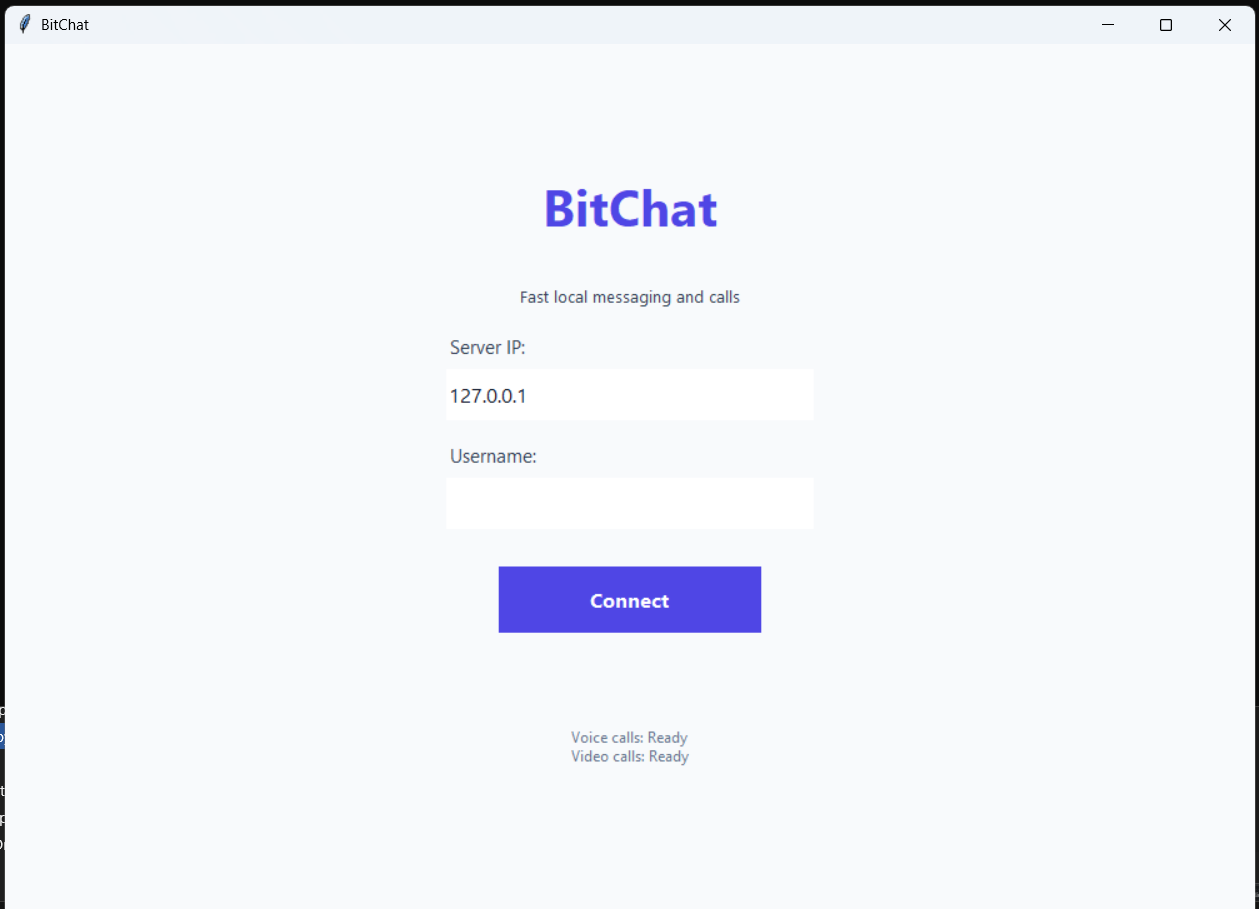 BitChat
BitChat
Fast local messaging and calls
Server IP:
127.0.0.1
Username:
Connect
Voice calls: Ready
Video calls: Ready